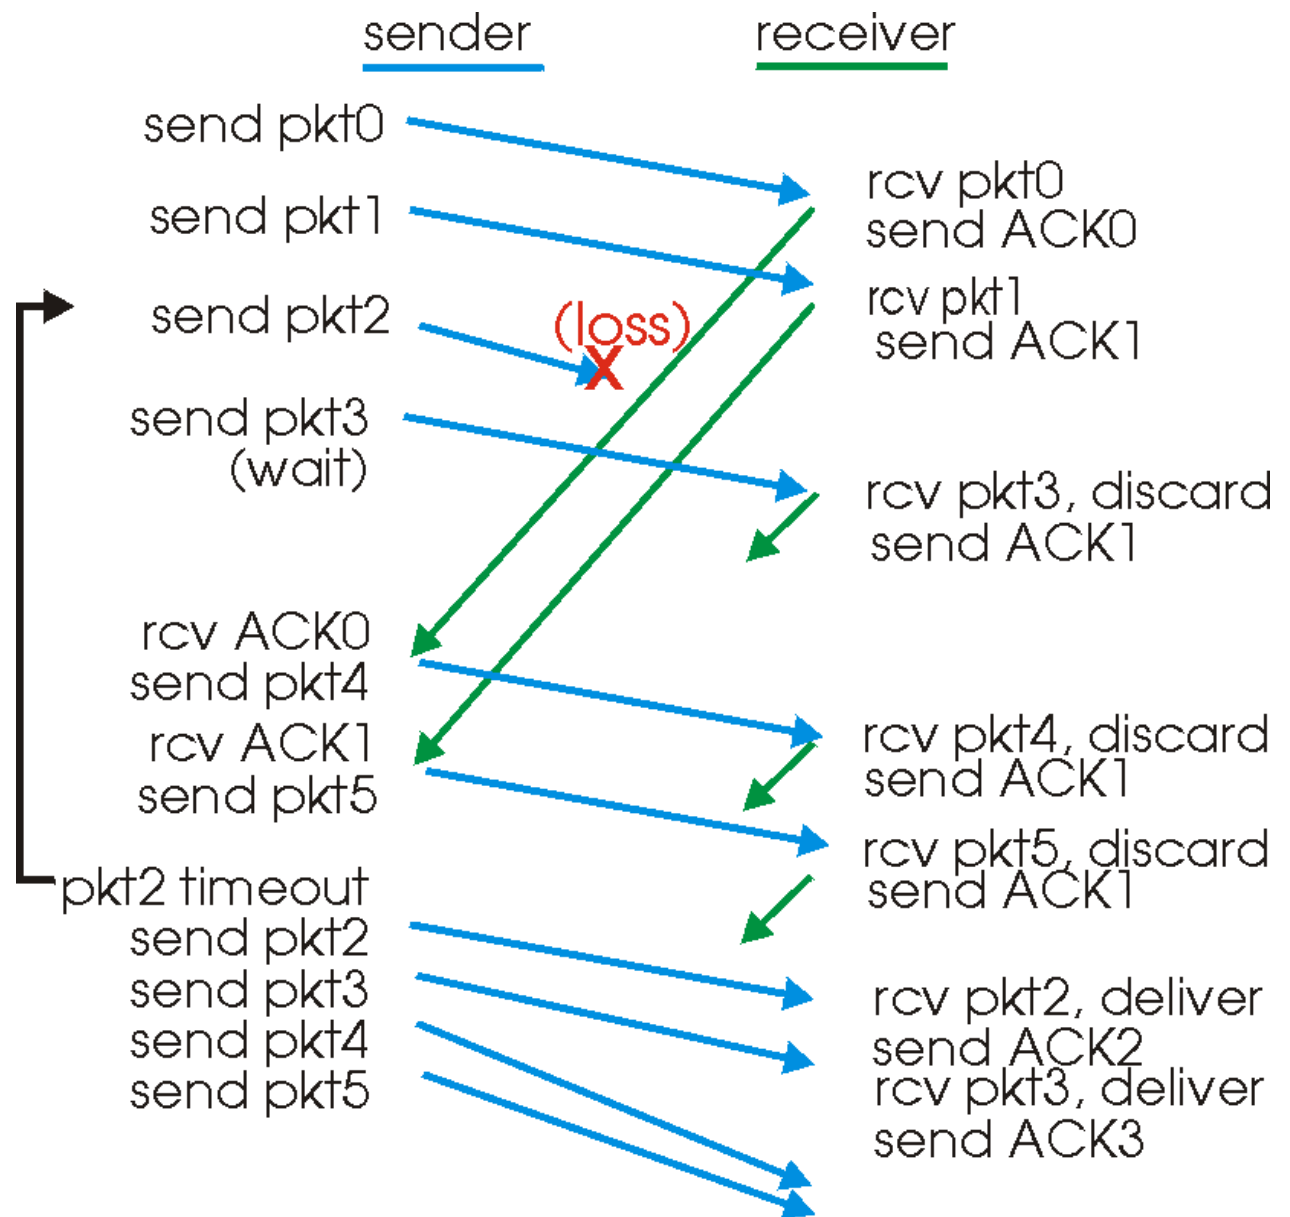 sender
receiver
send pkt0
rcv pkt0
send ACK0
send pkt1
rcv pkt1
send ACK1
send pkt2
(loss)
X
send pkt3
(wait)
rcv pkt3, discard
send ACK1
rcv ACK0
send pkt4
rcv ACK1
send pkt5
rcv pkt4, discard
send ACK1
rcv pkt5, discard
send ACK1
pkt2 timeout
send pkt2
send pkt3
send pkt4
send pkt5
rcv pkt2, deliver
send ACK2
rcv pkt3, deliver
send ACK3